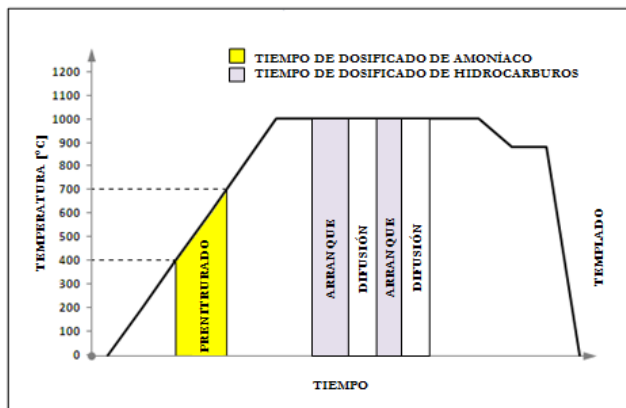 TIEMPO DE DOSIFICADO DE AMONÍACO
TIEMPO DE DOSIFICADO DE HIDROCARBUROS
TEMPERATURA [°C]
1200
1100
1000
900
800
700
600
500
400
300
200
100
0
PRENITRURADO
ARRANQUE
DIFUSIÓN
ARRANQUE
DIFUSIÓN
TEMPLADO
TIEMPO